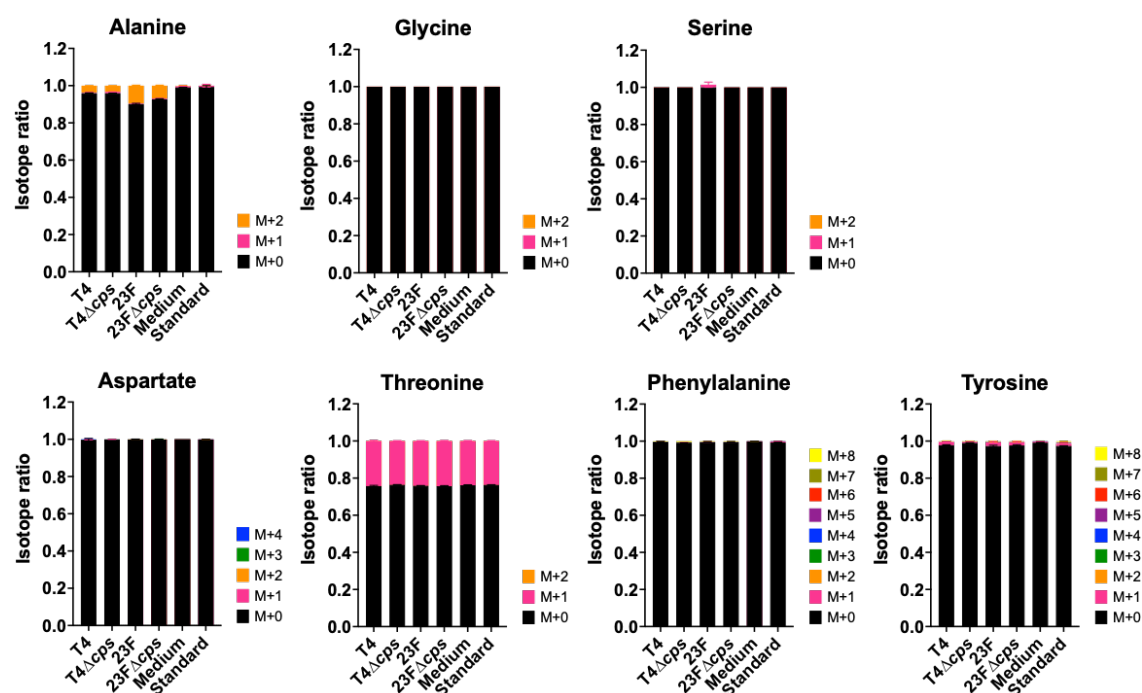 Alanine
Isotope ratio
1.2
1.0
0.8
0.6
0.4
0.2
0.0
T4
T4Δcps
23F
23FΔcps
Medium
Standard
M+2
M+1
M+0
Glycine
Isotope ratio
1.2
1.0
0.8
0.6
0.4
0.2
0.0
T4
T4Δcps
23F
23FΔcps
Medium
Standard
M+2
M+1
M+0
Serine
Isotope ratio
1.2
1.0
0.8
0.6
0.4
0.2
0.0
T4
T4Δcps
23F
23FΔcps
Medium
Standard
M+2
M+1
M+0
Aspartate
Isotope ratio
1.2
1.0
0.8
0.6
0.4
0.2
0.0
T4
T4Δcps
23F
23FΔcps
Medium
Standard
M+4
M+3
M+2
M+1
M+0
Threonine
Isotope ratio
1.2
1.0
0.8
0.6
0.4
0.2
0.0
T4
T4Δcps
23F
23FΔcps
Medium
Standard
M+2
M+1
M+0
Phenylalanine
Isotope ratio
1.2
1.0
0.8
0.6
0.4
0.2
0.0
T4
T4Δcps
23F
23FΔcps
Medium
Standard
M+8
M+7
M+6
M+5
M+4
M+3
M+2
M+1
M+0
Tyrosine
Isotope ratio
1.2
1.0
0.8
0.6
0.4
0.2
0.0
T4
T4Δcps
23F
23FΔcps
Medium
Standard
M+8
M+7
M+6
M+5
M+4
M+3
M+2
M+1
M+0